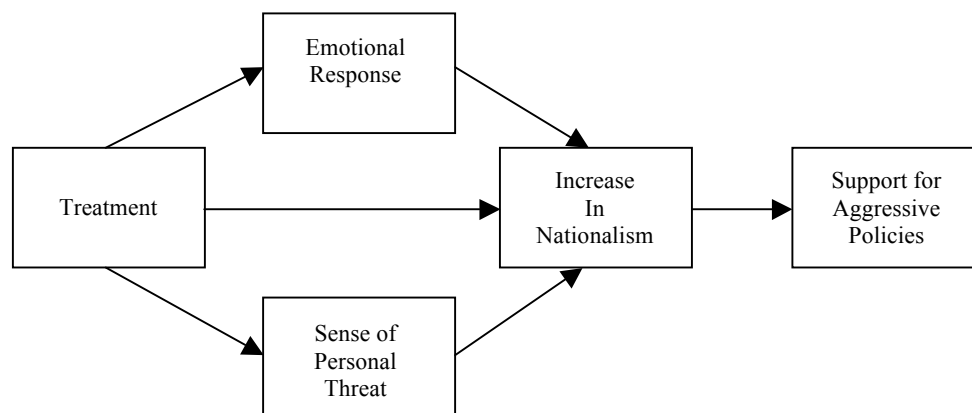 Emotional
Response
Treatment
Increase
In
Nationalism
Support for
Aggressive
Policies
Sense of
Personal
Threat